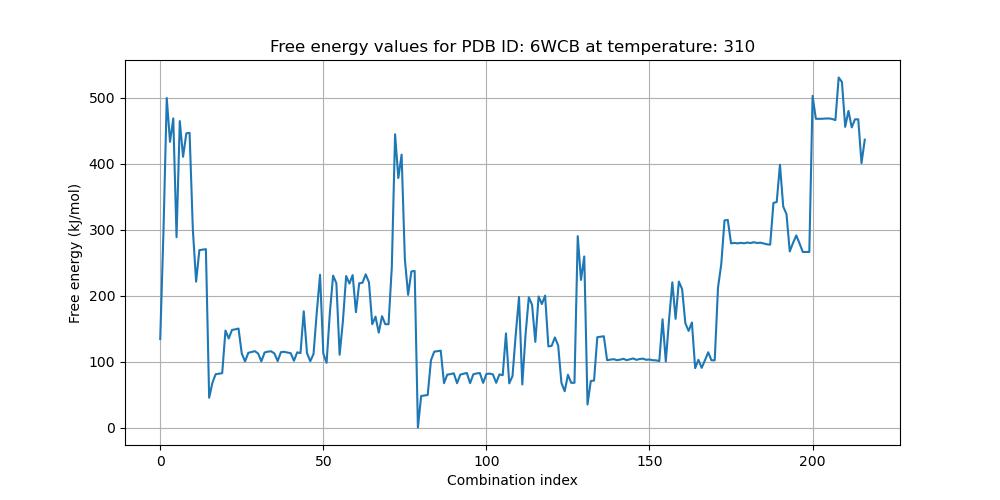 Free energy values for PDB ID: 6WCB at temperature: 310
Free energy (kJ/mol)
500
400
300
200
100
0
0 50 100 150 200
Combination index